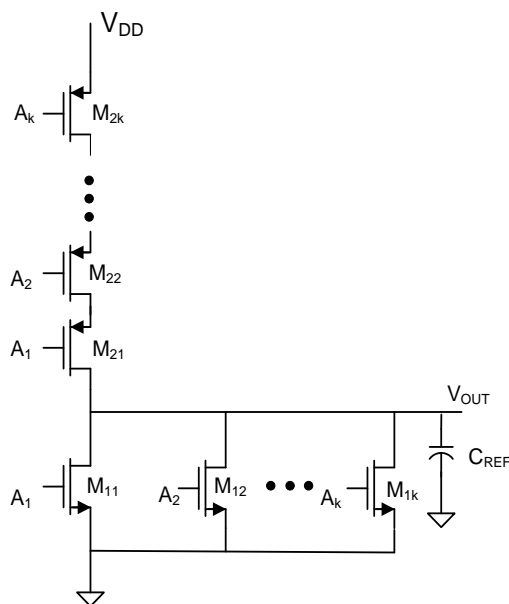 V_DD
A_k M_2k
A_2 M_22
A_1 M_21
V_OUT
C_REF
A_1 M_11 A_2 M_12 A_k M_1k